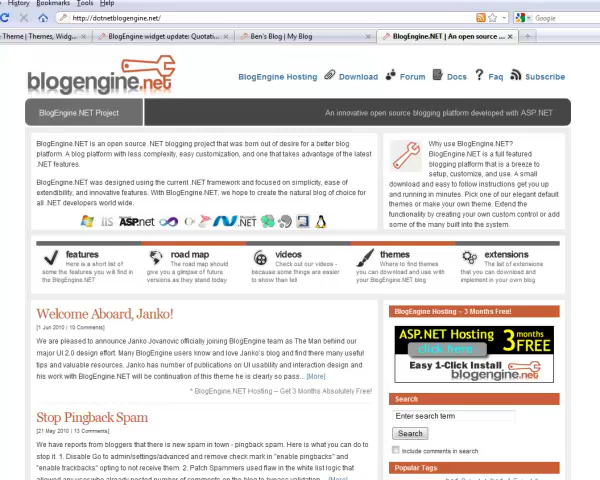 History Bookmarks Tools Help
http://dotnetblogengine.net/
Google
Theme | Themes, Widg...
BlogEngine widget update: Quotati...
Ben's Blog | My Blog
BlogEngine.NET | An open source ...
blogengine.net
BlogEngine Hosting Download Forum Docs Faq Subscribe
BlogEngine.NET Project
An innovative open source blogging platform developed with ASP.NET
BlogEngine.NET is an open source .NET blogging project that was born out of desire for a better blog
platform. A blog platform with less complexity, easy customization, and one that takes advantage of the latest
.NET features.
BlogEngine.NET was designed using the current .NET framework and focused on simplicity, ease of
extendibility, and innovative features. With BlogEngine.NET, we hope to create the natural blog of choice for
all .NET developers world wide.
IIS ASP.net .NET
Why use BlogEngine.NET?
BlogEngine.NET is a full featured
blogging platform that is a breeze to
setup, customize, and use. A small
download and easy to follow instructions get you up
and running in minutes. Pick one of our elegant default
themes or make your own theme. Extend the
functionality by creating your own custom control or add
some of the many built into the system.
features
Here is a short list of
some the features you will find in
the BlogEngine.NET
road map
The road map should
give you a glimpse of future
versions as they stand today
videos
Check out our videos -
because some things are easier
to show than tell
themes
Where to find themes
you can download and use with
your BlogEngine.NET blog
extensions
The list of extensions
that you can download and
implement in your own blog
Welcome Aboard, Janko!
[1 Jun 2010 | 10 Comments]
We are pleased to announce Janko Jovanovic officially joining BlogEngine team as The Man behind our
major UI 2.0 design effort. Many BlogEngine users know and love Janko's blog and find there many useful
tips and valuable resources. Janko has number of publications on UI usability and interaction design and
his work with BlogEngine.NET will be continuation of this theme he is clearly so pass... [More]
^ BlogEngine.NET Hosting – Get 3 Months Absolutely Free!
Stop Pingback Spam
[21 May 2010 | 13 Comments]
We have reports from bloggers that there is new spam in town - pingback spam. Here is what you can do to
stop it. 1. Disable Go to admin/settings/advanced and remove check mark in "enable pingbacks" and
"enable trackbacks" opting to not receive them. 2. Patch Spammers used flaw in the white list logic that
BlogEngine Hosting ~ 3 Months Free!
ASP.NET Hosting 3 months
click here FREE
Easy 1-Click Install blogengine.net
Search
Enter search term
Search
Include comments in search
Popular Tags